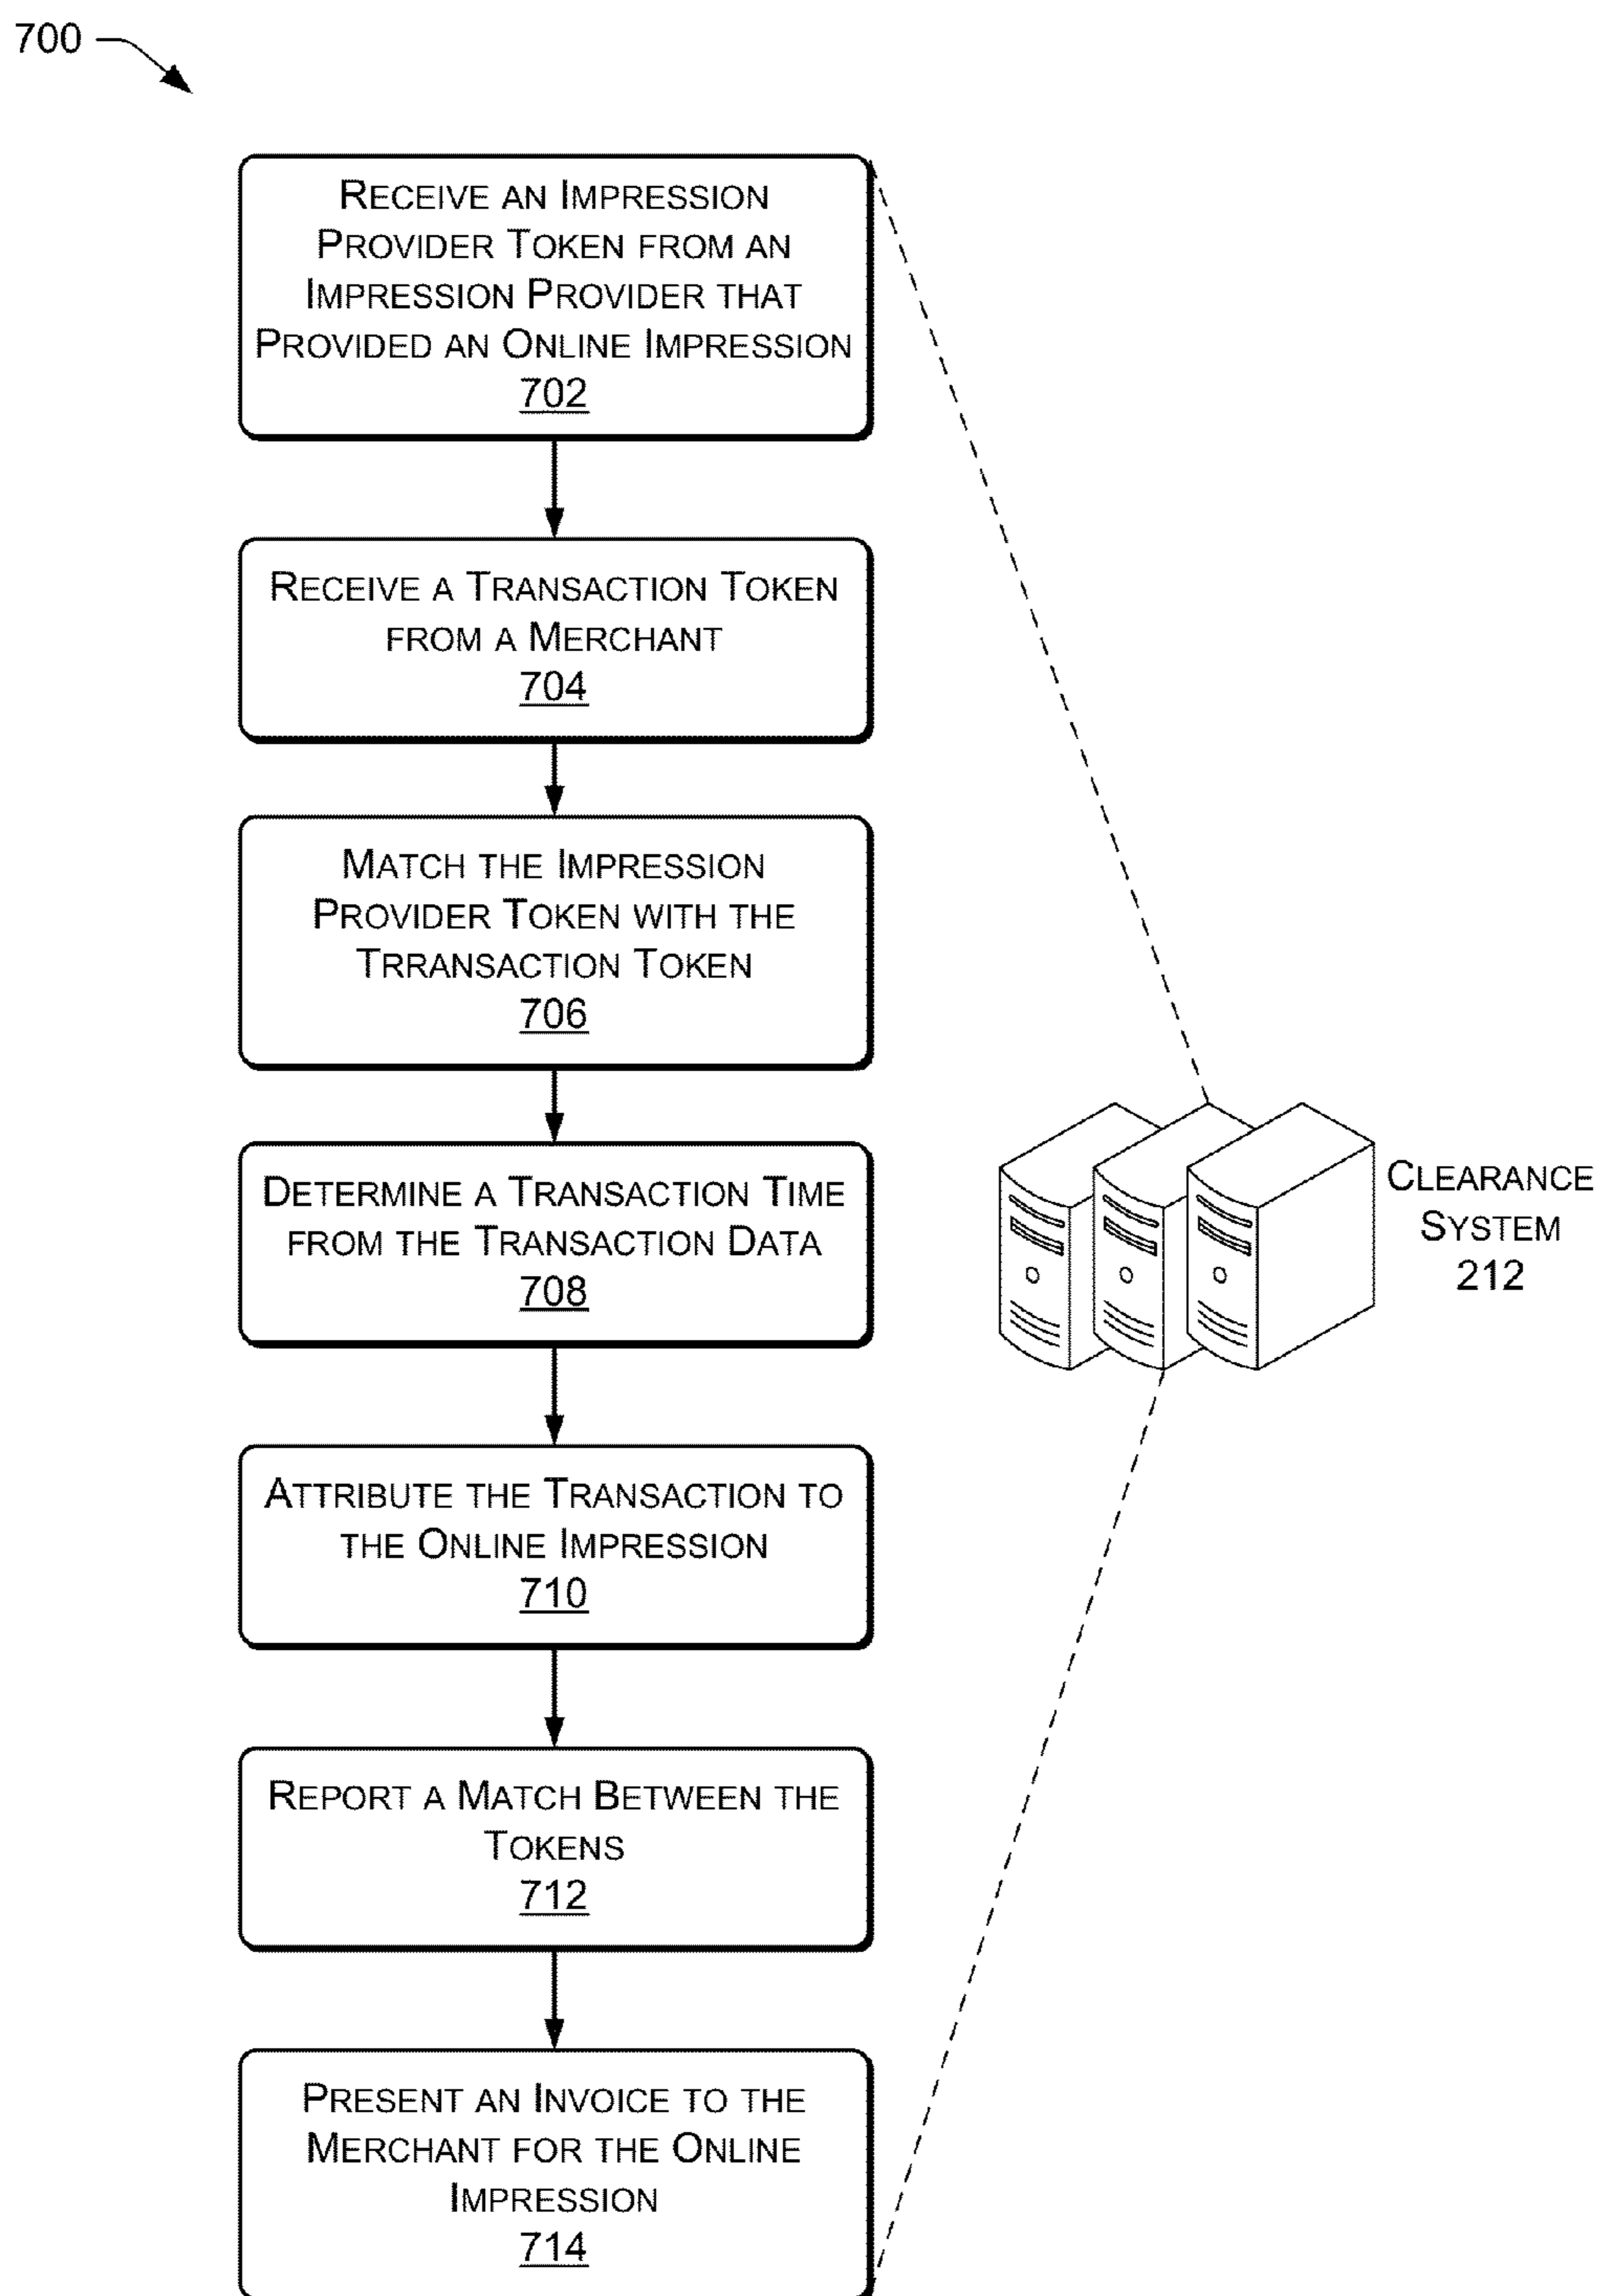 700
RECEIVE AN IMPRESSION
PROVIDER TOKEN FROM AN
IMPRESSION PROVIDER THAT
PROVIDED AN ONLINE IMPRESSION
702
RECEIVE A TRANSACTION TOKEN
FROM A MERCHANT
704
MATCH THE IMPRESSION
PROVIDER TOKEN WITH THE
TRRANSACTION TOKEN
706
DETERMINE A TRANSACTION TIME
FROM THE TRANSACTION DATA
708
ATTRIBUTE THE TRANSACTION TO
THE ONLINE IMPRESSION
710
REPORT A MATCH BETWEEN THE
TOKENS
712
PRESENT AN INVOICE TO THE
MERCHANT FOR THE ONLINE
IMPRESSION
714
CLEARANCE
SYSTEM
212